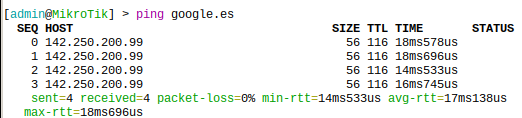 [admin@MikroTik] > ping google.es
SEQ HOST SIZE TTL TIME STATUS
0 142.250.200.99 56 116 18ms578us
1 142.250.200.99 56 116 18ms696us
2 142.250.200.99 56 116 14ms533us
3 142.250.200.99 56 116 16ms745us
sent=4 received=4 packet-loss=0% min-rtt=14ms533us avg-rtt=17ms138us
max-rtt=18ms696us